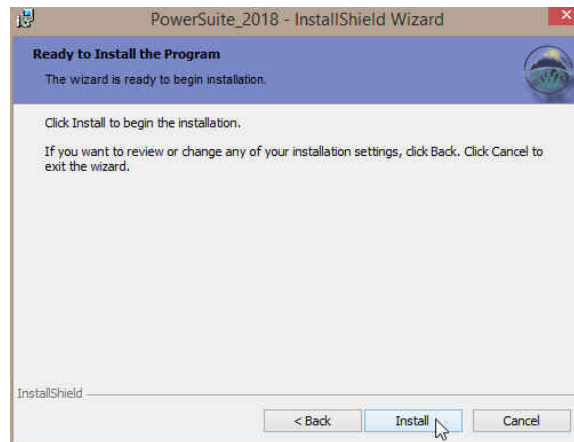 PowerSuite_2018 - InstallShield Wizard
Ready to Install the Program
The wizard is ready to begin installation.
Click Install to begin the installation.
If you want to review or change any of your installation settings, click Back. Click Cancel to
exit the wizard.
InstallShield
< Back Install Cancel